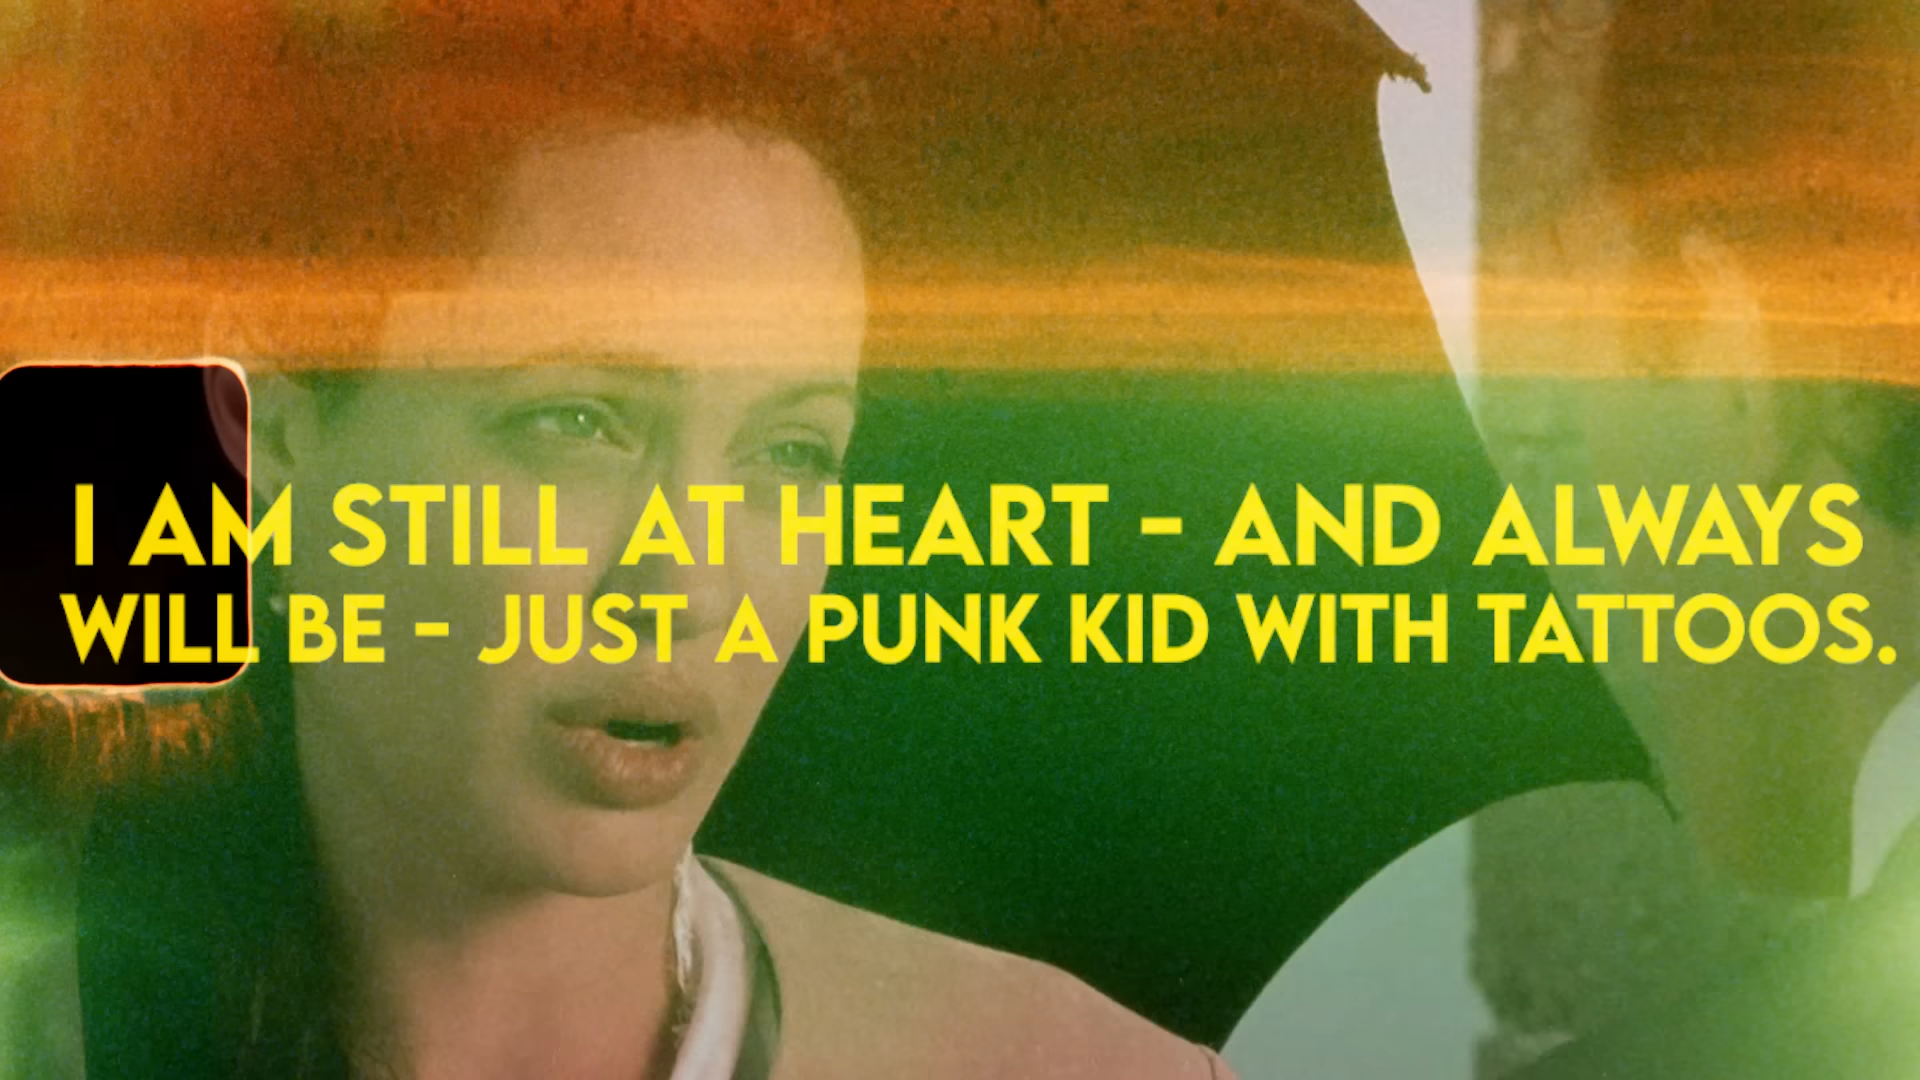 I AM STILL AT HEART - AND ALWAYS
WILL BE - JUST A PUNK KID WITH TATTOOS.